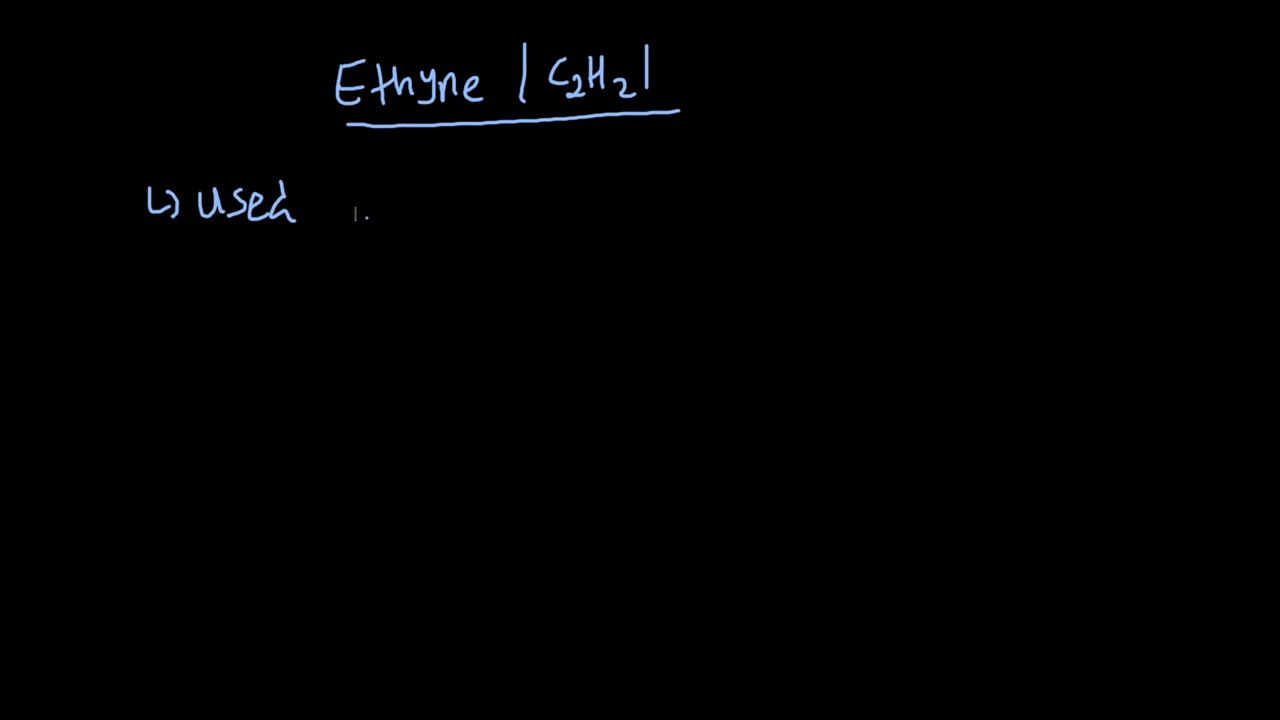 Ethyne | C₂H₂ |
↳ used